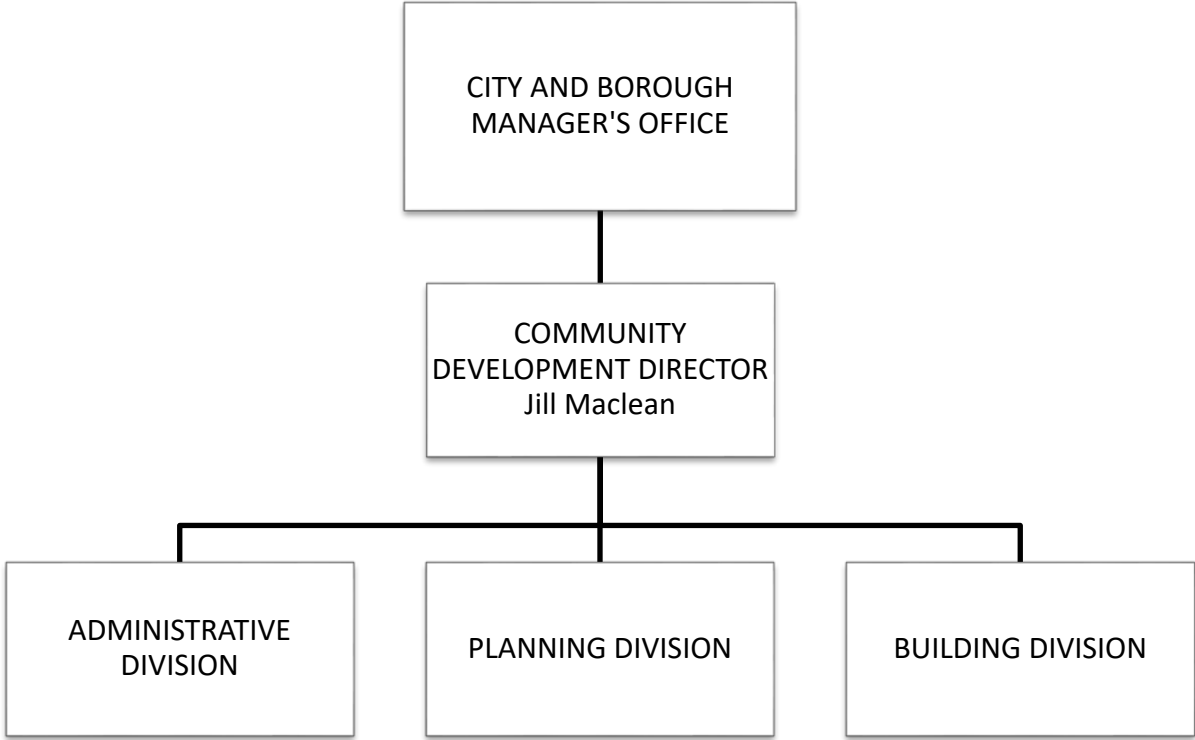 CITY AND BOROUGH
MANAGER'S OFFICE
COMMUNITY
DEVELOPMENT DIRECTOR
Jill Maclean
ADMINISTRATIVE
DIVISION
PLANNING DIVISION
BUILDING DIVISION